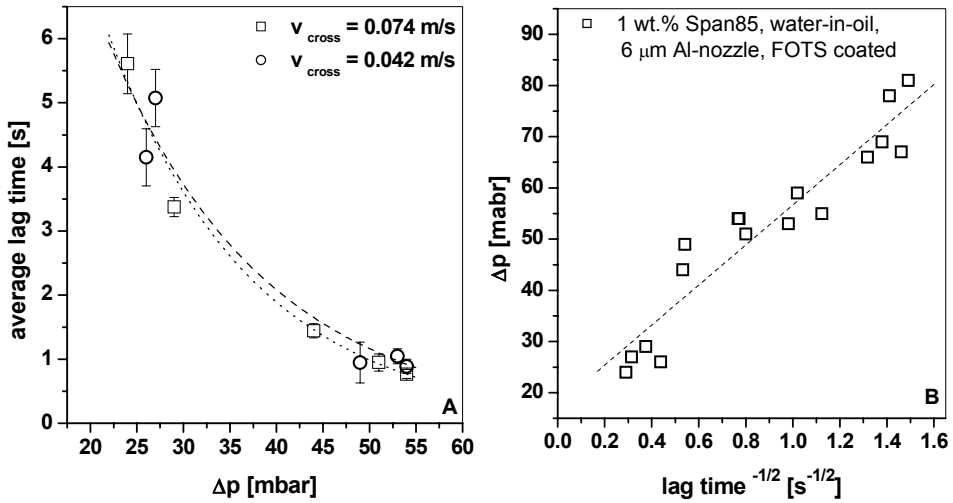 average lag time [s]
6
5
4
3
2
1
0
v cross = 0.074 m/s
v cross = 0.042 m/s
A
20 25 30 35 40 45 50 55 60
Δp [mbar]
Δp [mabr]
90
80
70
60
50
40
30
20
1 wt.% Span85, water-in-oil,
6 μm Al-nozzle, FOTS coated
B
0.0 0.2 0.4 0.6 0.8 1.0 1.2 1.4 1.6
lag time -1/2 [s-1/2]